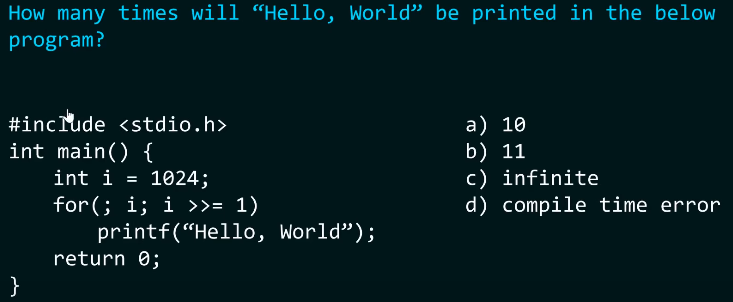 How many times will “Hello, World” be printed in the below
program?
#include <stdio.h>
int main() {
int i = 1024;
for(; i; i >>= 1)
printf(“Hello, World”);
return 0;
}
a) 10
b) 11
c) infinite
d) compile time error